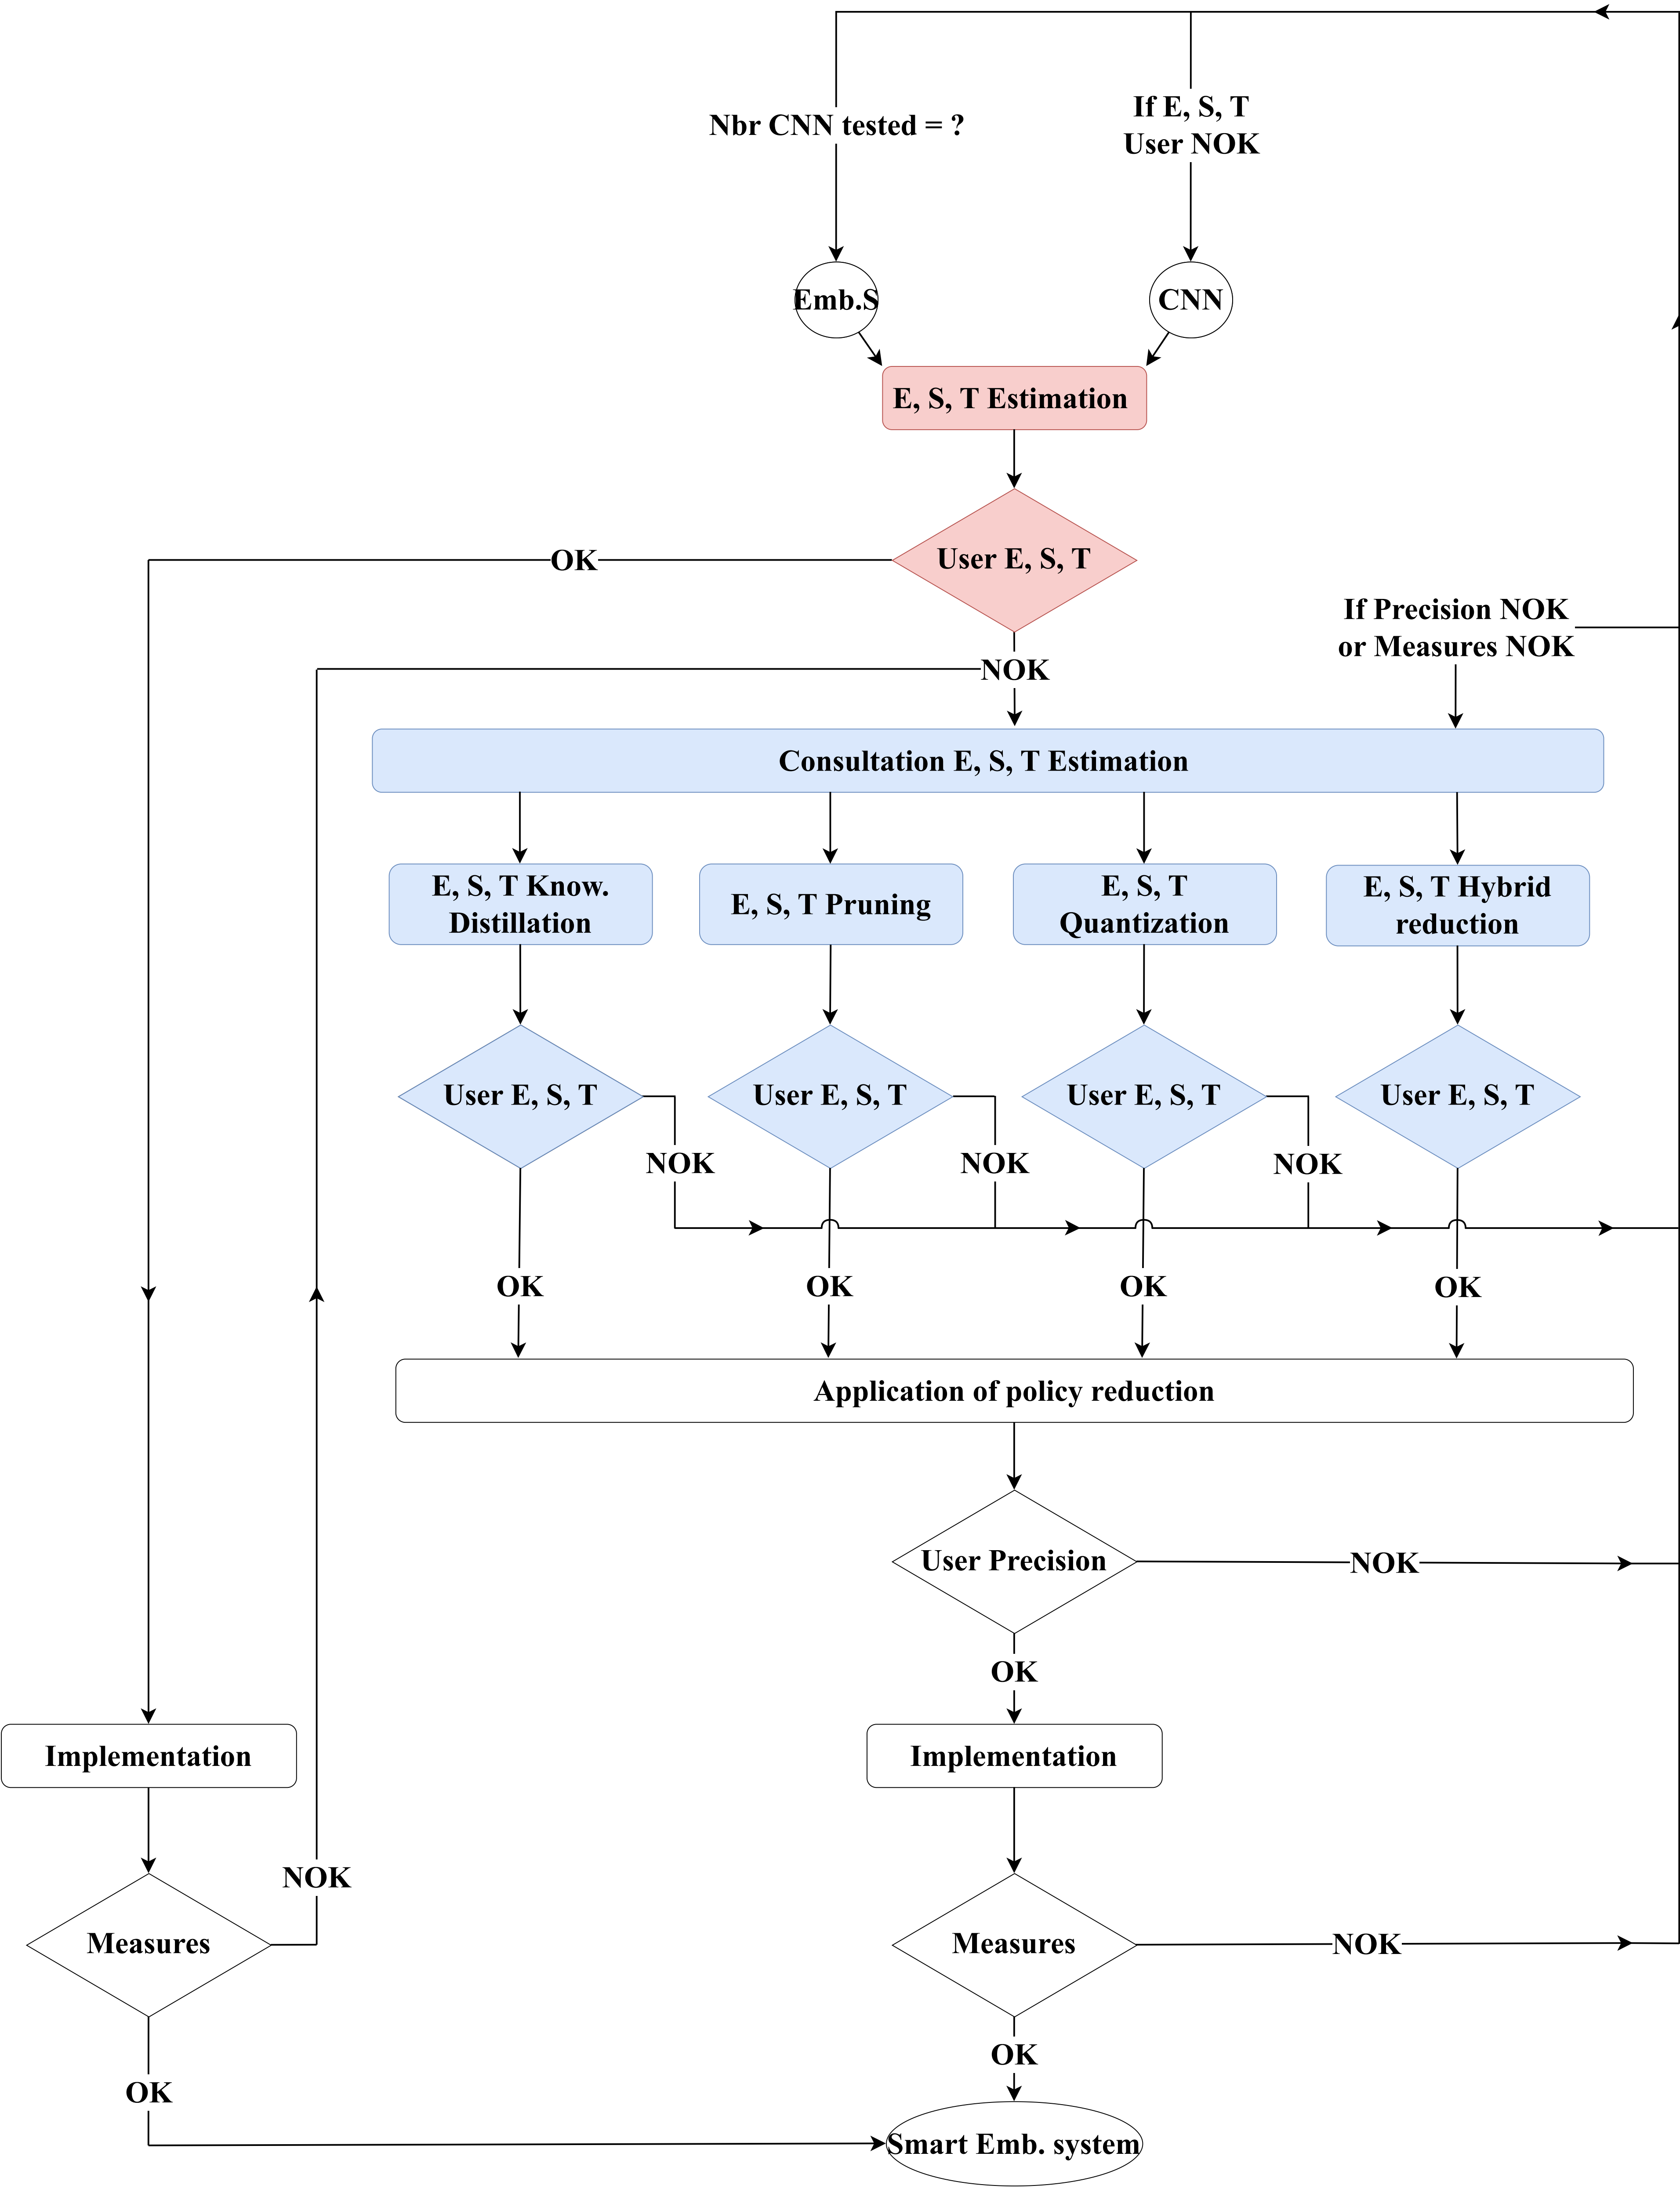 Nbr CNN tested = ?
If E, S, T
User NOK
Emb.S
CNN
E, S, T Estimation
User E, S, T
OK
NOK
If Precision NOK
or Measures NOK
Consultation E, S, T Estimation
E, S, T Know.
Distillation
E, S, T Pruning
E, S, T
Quantization
E, S, T Hybrid
reduction
User E, S, T
User E, S, T
User E, S, T
User E, S, T
NOK
NOK
NOK
OK
OK
OK
OK
Application of policy reduction
User Precision
NOK
OK
Implementation
Implementation
NOK
Measures
Measures
NOK
OK
OK
Smart Emb. system